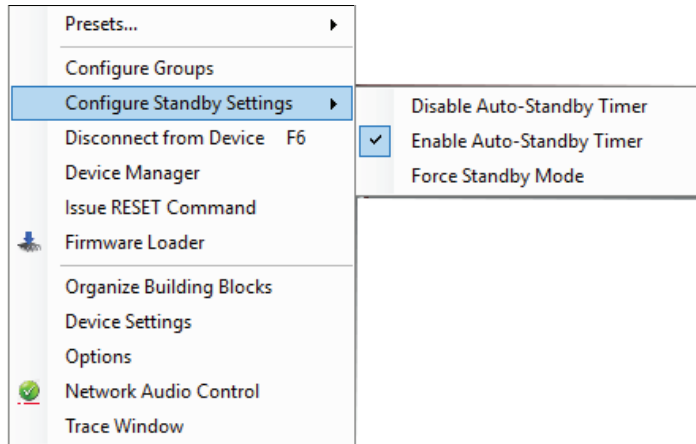 Presets...
Configure Groups
Configure Standby Settings
Disable Auto-Standby Timer
Enable Auto-Standby Timer
Force Standby Mode
Disconnect from Device F6
Device Manager
Issue RESET Command
Firmware Loader
Organize Building Blocks
Device Settings
Options
Network Audio Control
Trace Window